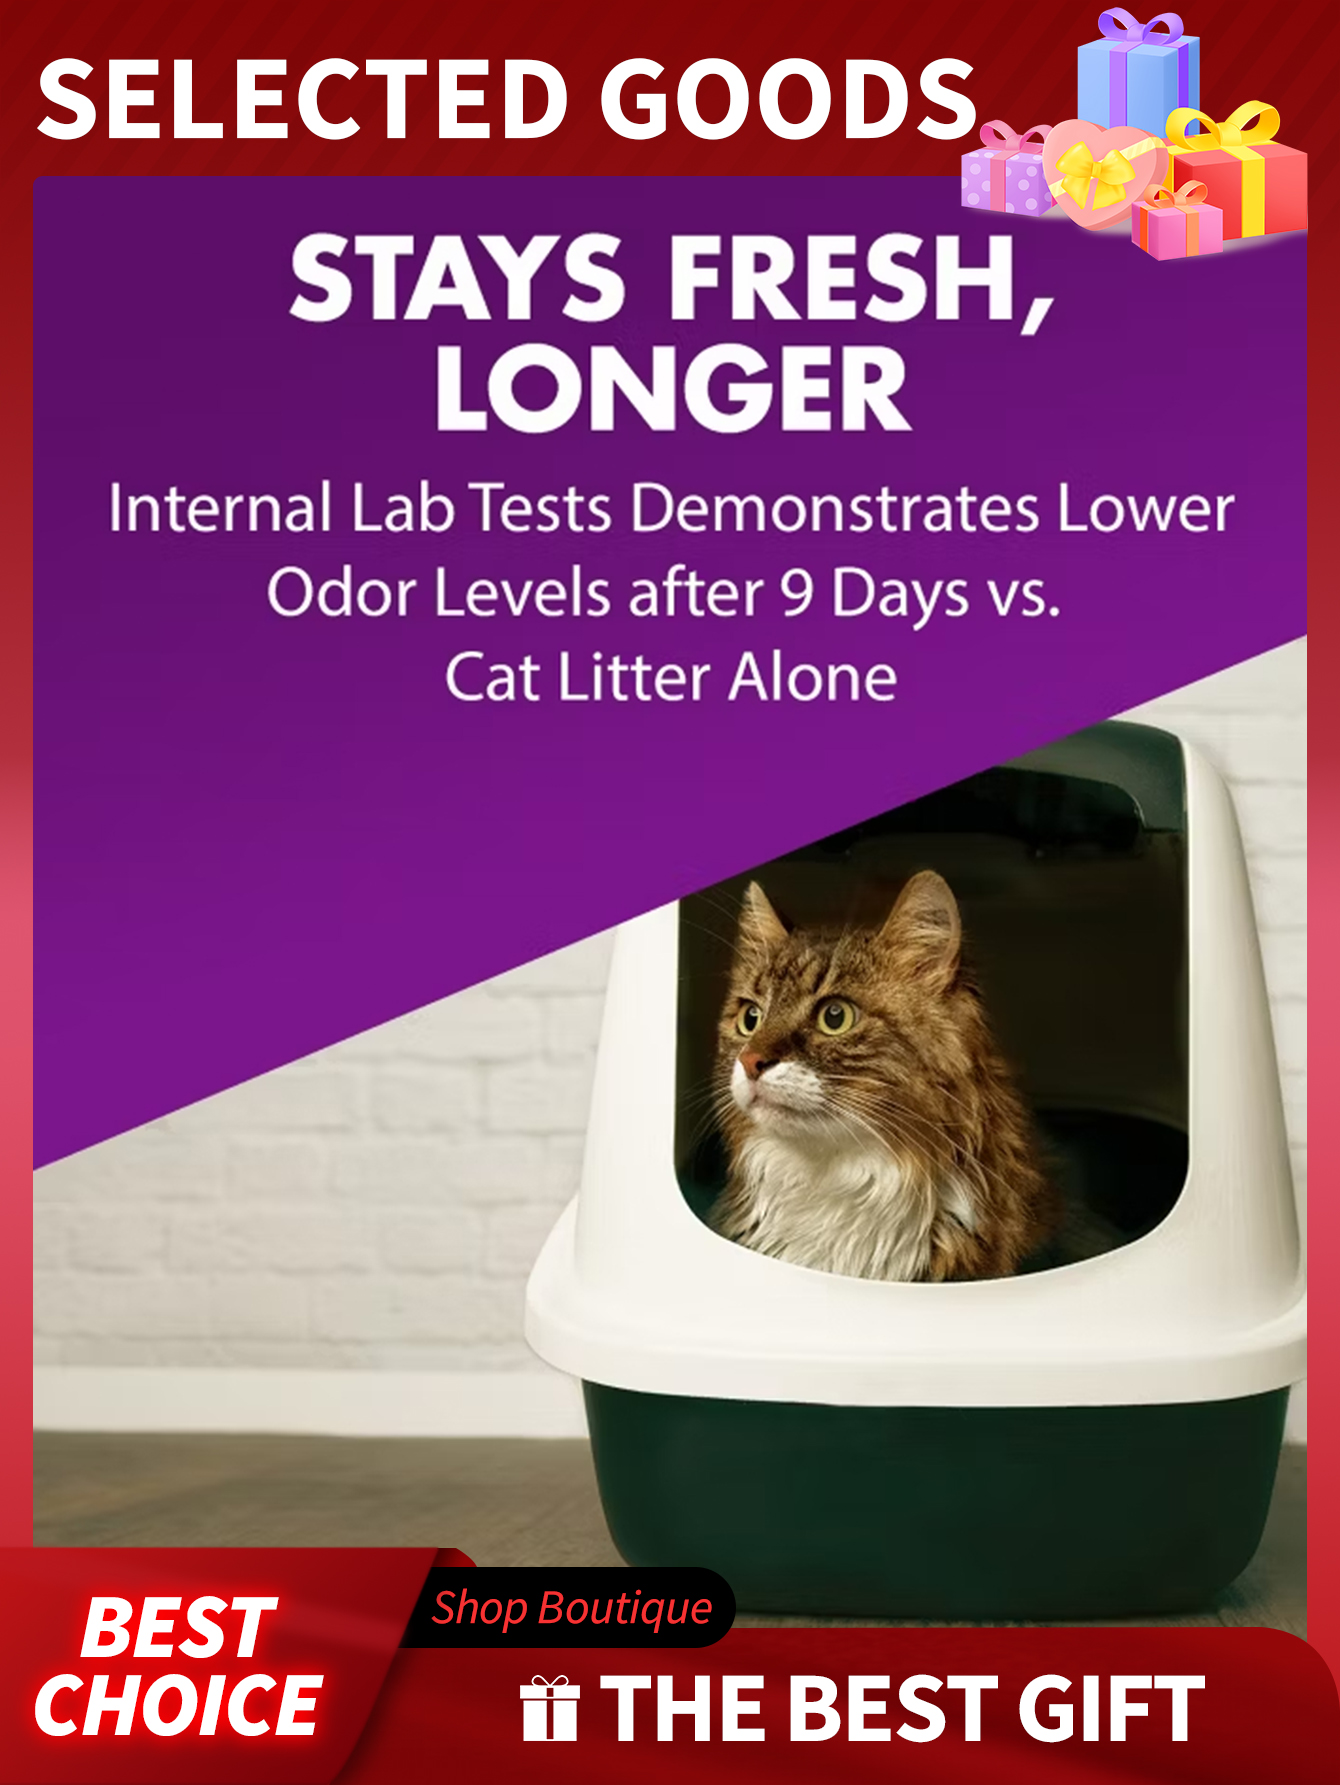 SELECTED GOODS
STAYS FRESH,
LONGER
Internal Lab Tests Demonstrates Lower
Odor Levels after 9 Days vs.
Cat Litter Alone
BEST
CHOICE
Shop Boutique
THE BEST GIFT